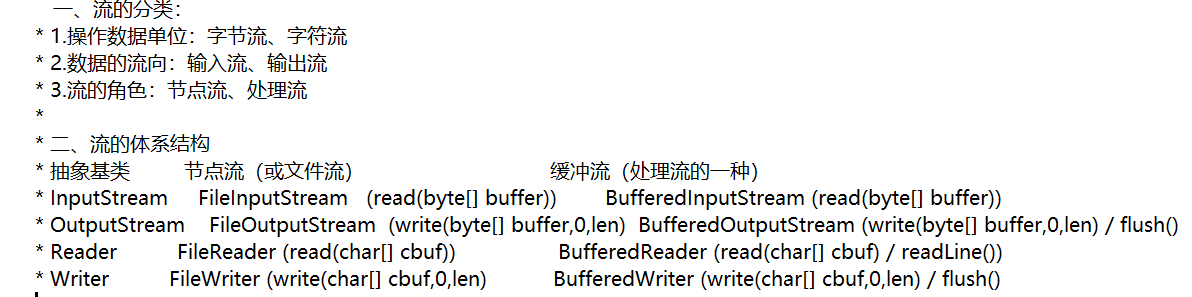 一、流的分类：
* 1.操作数据单位：字节流、字符流
* 2.数据的流向：输入流、输出流
* 3.流的角色：节点流、处理流
*
* 二、流的体系结构
* 抽象基类 节点流（或文件流） 缓冲流（处理流的一种）
* InputStream FileInputStream (read(byte[] buffer)) BufferedInputStream (read(byte[] buffer))
* OutputStream FileOutputStream (write(byte[] buffer,0,len) BufferedOutputStream (write(byte[] buffer,0,len) / flush()
* Reader FileReader (read(char[] cbuf)) BufferedReader (read(char[] cbuf) / readLine())
* Writer FileWriter (write(char[] cbuf,0,len) BufferedWriter (write(char[] cbuf,0,len) / flush()